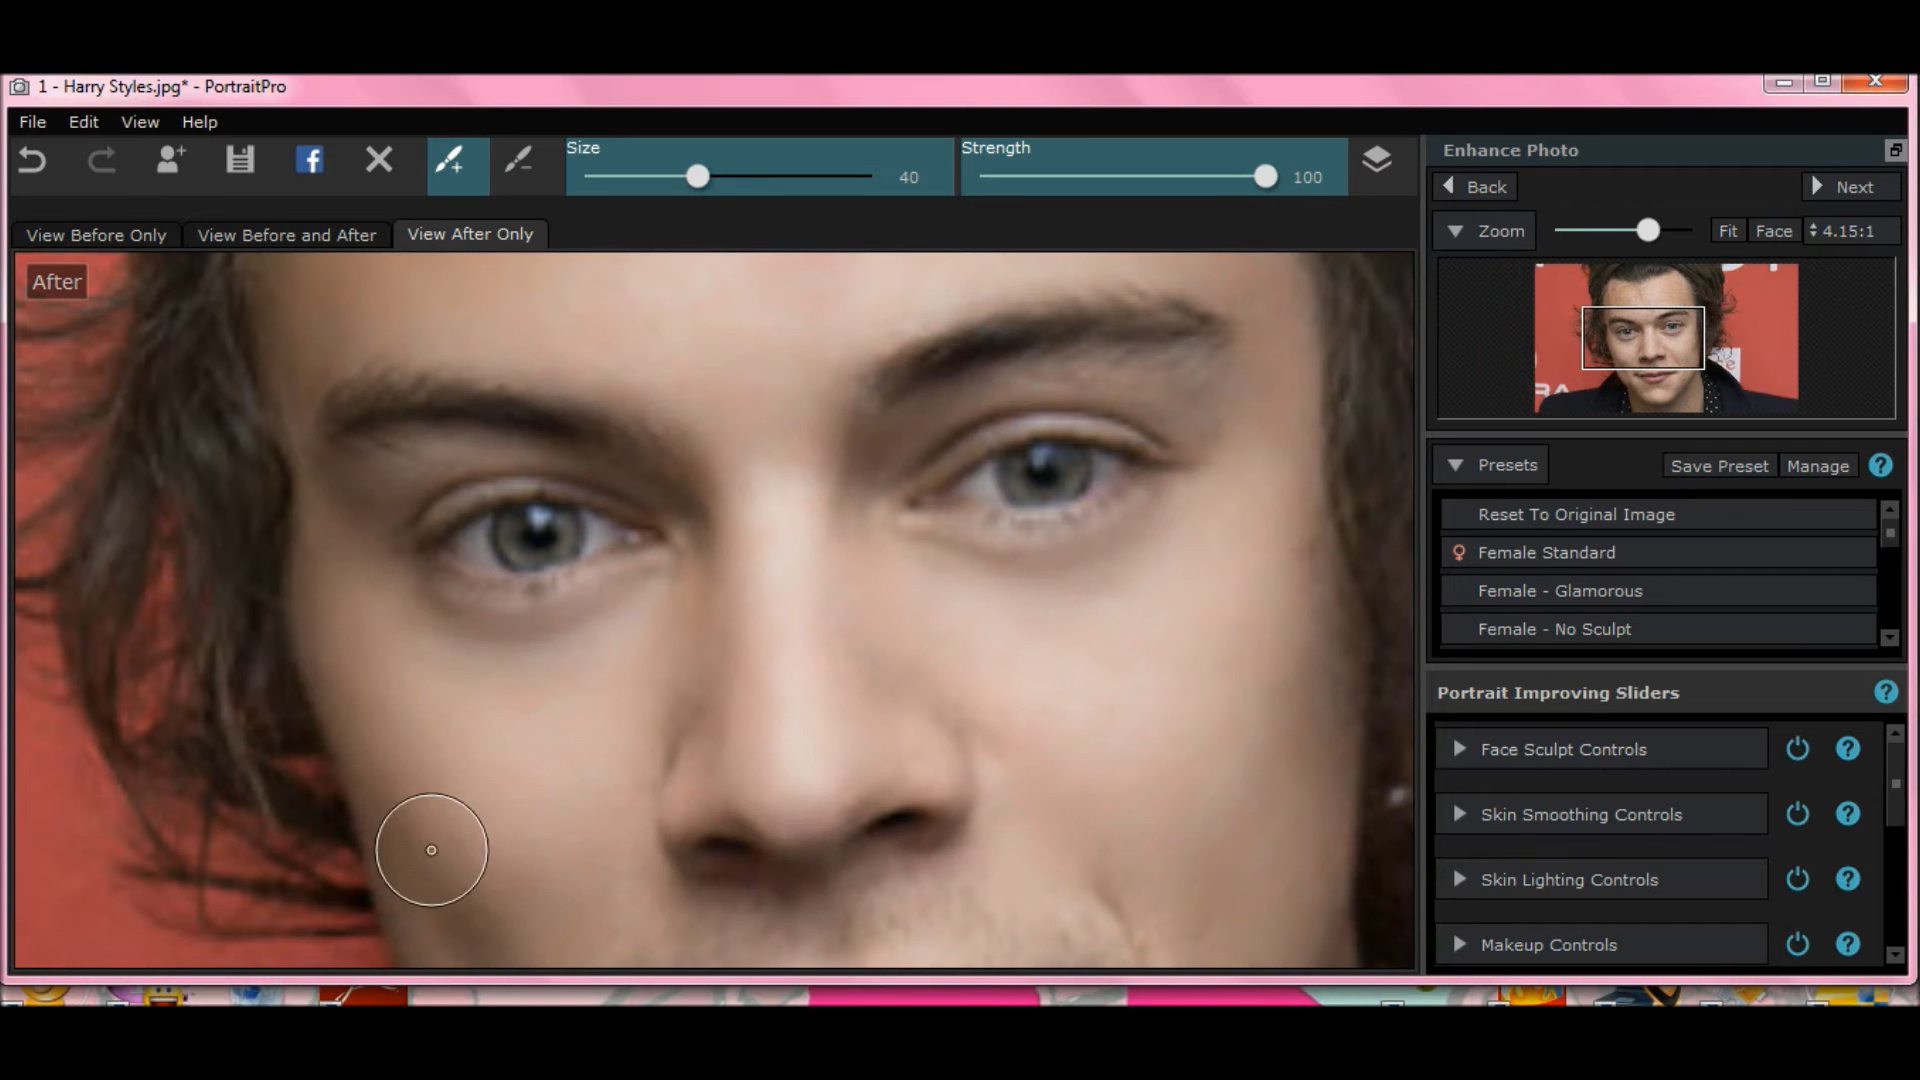 1 - Harry Styles.jpg* - PortraitPro
File Edit View Help
Size
40
Strength
100
View Before Only
View Before and After
View After Only
After
Enhance Photo
Back
Next
Zoom
Fit
Face
4.15:1
Presets
Save Preset
Manage
?
Reset To Original Image
Female Standard
Female - Glamorous
Female - No Sculpt
Portrait Improving Sliders
?
Face Sculpt Controls
?
Skin Smoothing Controls
?
Skin Lighting Controls
?
Makeup Controls
?